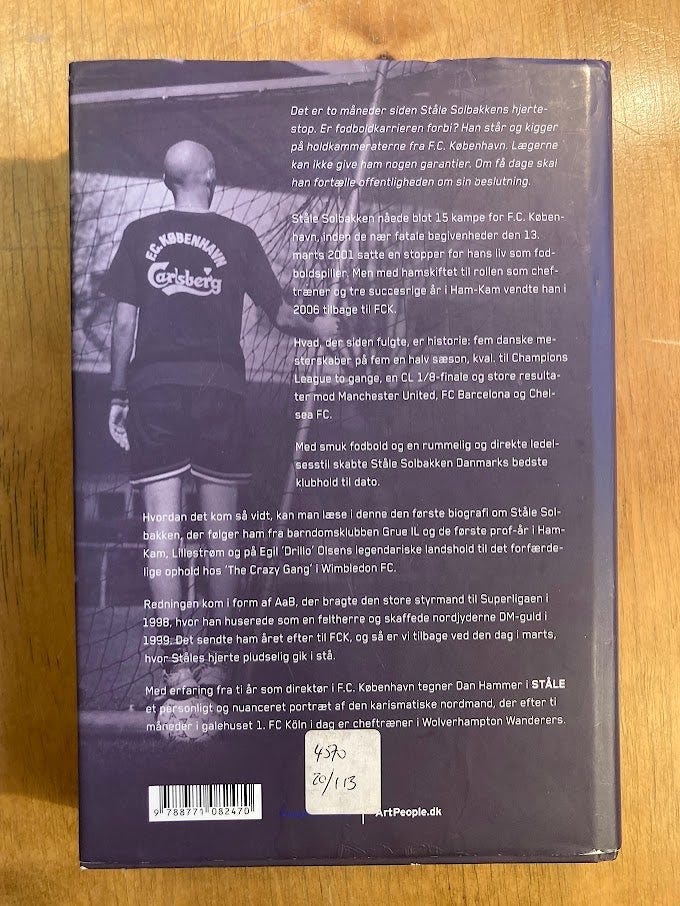 Det er to måneder siden Ståle Solbakkens hjerte-
stop. Er fodboldkarrieren forbi? Han står og kigger
på holdkammeraterne fra F.C. København. Lægerne
kan ikke give ham nogen garantier. Om få dage skal
han fortælle offentligheden om sin beslutning.
F.C. KØBENHAVN
Carlsberg
Ståle Solbakken nåede blot 15 kampe for F.C. Køben-
havn, inden de nær fatale begivenheder den 13.
marts 2001 satte en stopper for hans liv som fod-
boldspiller. Men med hamskiftet til rollen som chef-
træner og tre succesrige år i Ham-Kam vendte han i
2006 tilbage til FCK.
Hvad, der siden fulgte, er historie: fem danske me-
sterskaber på fem en halv sæson, kval. til Champions
League to gange, en CL 1/8-finale og store resulta-
ter mod Manchester United, FC Barcelona og Chel-
sea FC.
Med smuk fodbold og en rummelig og direkte ledel-
sesstil skabte Ståle Solbakken Danmarks bedste
klubhold til dato.
Hvordan det kom så vidt, kan man læse i denne den første biografi om Ståle Sol-
bakken, der følger ham fra barndomsklubben Grue IL og de første prof-år i Ham-
Kam, Lillestrøm og på Egil 'Drillo' Olsens legendariske landshold til det forfærde-
lige ophold hos 'The Crazy Gang' i Wimbledon FC.
Redningen kom i form af AaB, der bragte den store styrmand til Superligaen i
1998, hvor han huserede som en feltherre og skaffede nordjyderne DM-guld i
1999. Det sendte ham året efter til FCK, og så er vi tilbage ved den dag i marts,
hvor Ståles hjerte pludselig gik i stå.
Med erfaring fra ti år som direktør i F.C. København tegner Dan Hammer i STÅLE
et personligt og nuanceret portræt af den karismatiske nordmand, der efter ti
måneder i galehuset 1. FC Köln i dag er cheftræner i Wolverhampton Wanderers.
4570
20/1 13
9 788771 082470
ArtPeople.dk